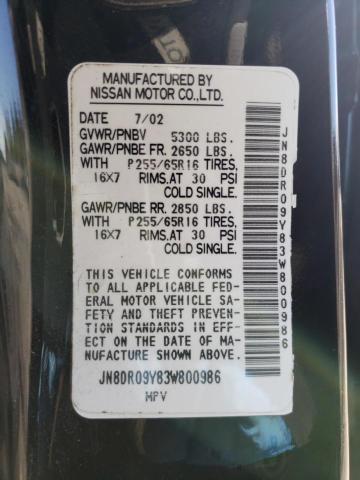 MANUFACTURED BY
NISSAN MOTOR CO.,LTD.
DATE 7/02
GVWR/PNBV 5300 LBS.
GAWR/PNBE FR. 2650 LBS.
WITH P255/65R16 TIRES,
16X7 RIMS,AT 30 PSI
COLD SINGLE.
GAWR/PNBE RR. 2850 LBS.
WITH P255/65R16 TIRES,
16X7 RIMS,AT 30 PSI
COLD SINGLE.
THIS VEHICLE CONFORMS
TO ALL APPLICABLE FED-
ERAL MOTOR VEHICLE SA-
FETY AND THEFT PREVEN-
TION STANDARDS IN EFF-
ECT ON THE DATE OF MA-
NUFACTURE SHOWN ABOVE.
JN8DR09Y83W800986
MPV
JN8DR09Y83W800986